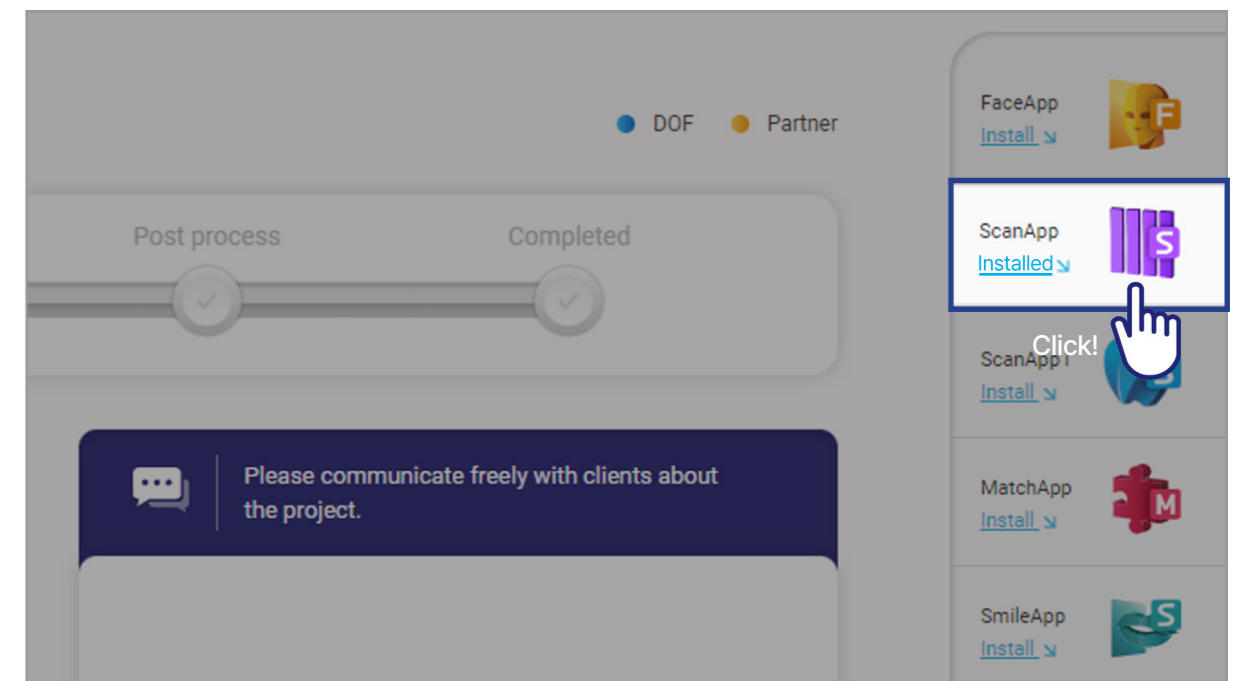 DOF
Partner
Post process
Completed
Please communicate freely with clients about
the project.
FaceApp
Install
F
ScanApp
Installed
S
Click!
ScanApp I
Install
S
MatchApp
Install
M
SmileApp
Install
S